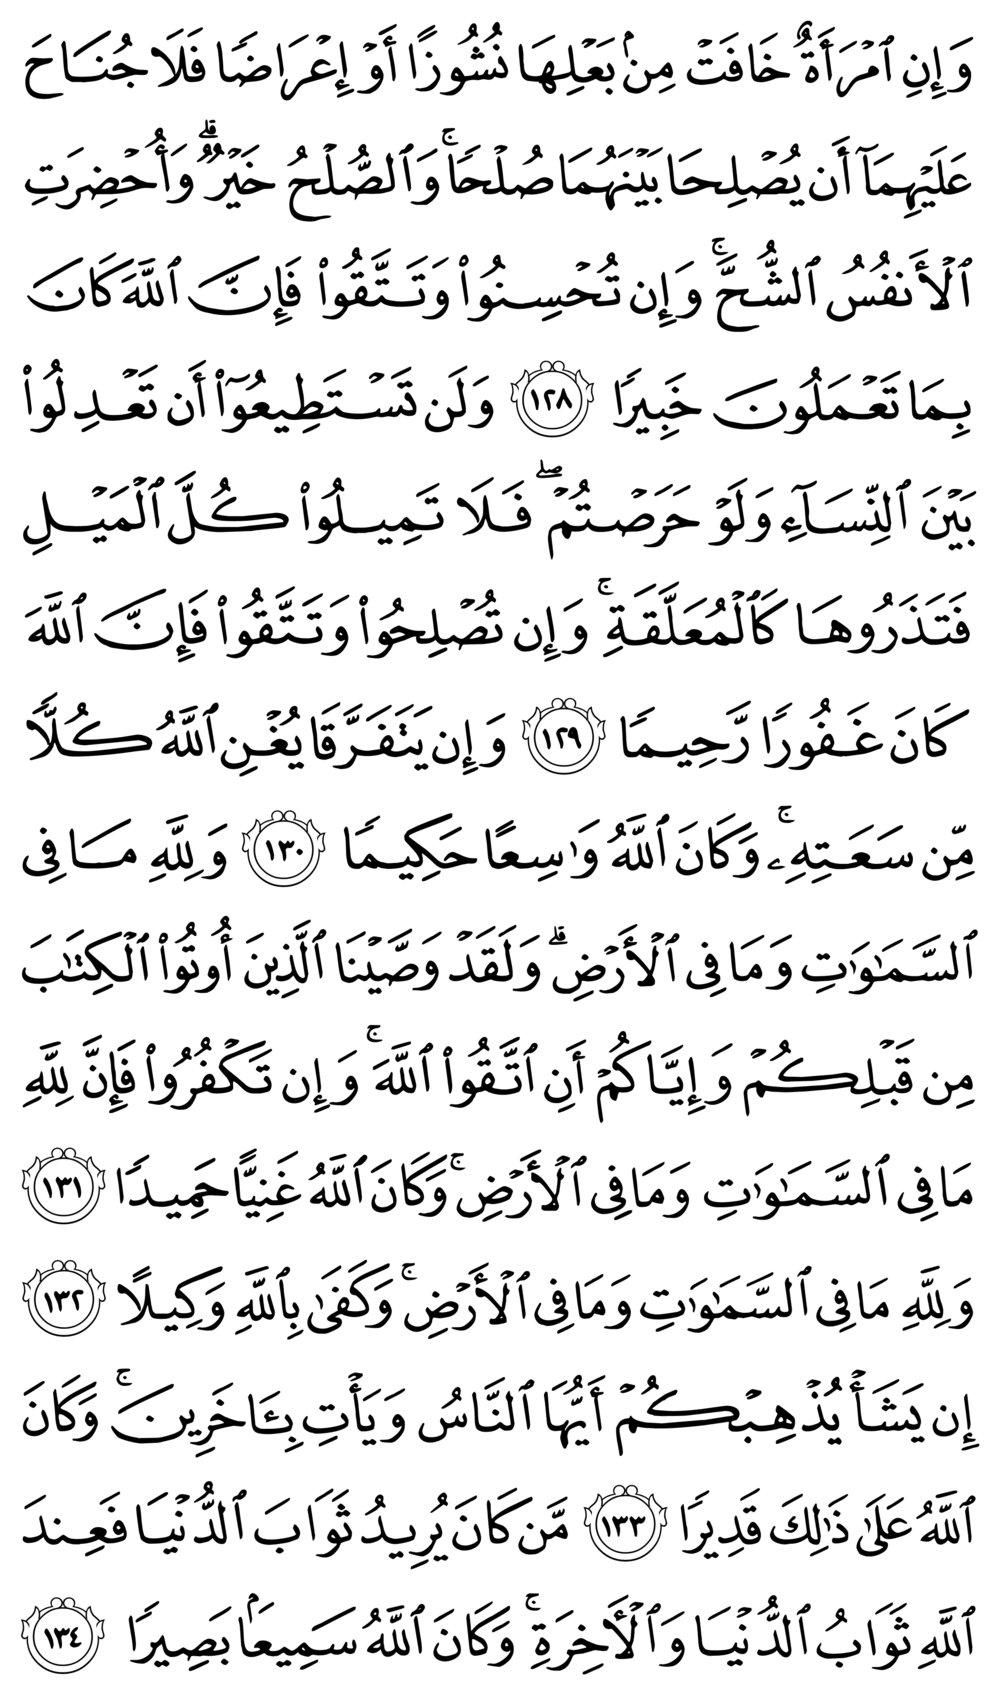 وَإِنِ ٱمۡرَأَةٌ خَافَتۡ مِنۢ بَعۡلِهَا نُشُوزًا أَوۡ إِعۡرَاضٗا فَلَا جُنَاحَ
عَلَيۡهِمَآ أَن يُصۡلِحَا بَيۡنَهُمَا صُلۡحٗاۚ وَٱلصُّلۡحُ خَيۡرٞۗ وَأُحۡضِرَتِ
ٱلۡأَنفُسُ ٱلشُّحَّۚ وَإِن تُحۡسِنُواْ وَتَتَّقُواْ فَإِنَّ ٱللَّهَ كَانَ
بِمَا تَعۡمَلُونَ خَبِيرٗا ١٢٨ وَلَن تَسۡتَطِيعُوٓاْ أَن تَعۡدِلُواْ
بَيۡنَ ٱلنِّسَآءِ وَلَوۡ حَرَصۡتُمۡۖ فَلَا تَمِيلُواْ كُلَّ ٱلۡمَيۡلِ
فَتَذَرُوهَا كَٱلۡمُعَلَّقَةِۚ وَإِن تُصۡلِحُواْ وَتَتَّقُواْ فَإِنَّ ٱللَّهَ
كَانَ غَفُورٗا رَّحِيمٗا ١٢٩ وَإِن يَتَفَرَّقَا يُغۡنِ ٱللَّهُ كُلّٗا
مِّن سَعَتِهِۦۚ وَكَانَ ٱللَّهُ وَٰسِعًا حَكِيمٗا ١٣٠ وَلِلَّهِ مَا فِي
ٱلسَّمَٰوَٰتِ وَمَا فِي ٱلۡأَرۡضِۗ وَلَقَدۡ وَصَّيۡنَا ٱلَّذِينَ أُوتُواْ ٱلۡكِتَٰبَ
مِن قَبۡلِكُمۡ وَإِيَّاكُمۡ أَنِ ٱتَّقُواْ ٱللَّهَۚ وَإِن تَكۡفُرُواْ فَإِنَّ لِلَّهِ
مَا فِي ٱلسَّمَٰوَٰتِ وَمَا فِي ٱلۡأَرۡضِۚ وَكَانَ ٱللَّهُ غَنِيًّا حَمِيدٗا ١٣١
وَلِلَّهِ مَا فِي ٱلسَّمَٰوَٰتِ وَمَا فِي ٱلۡأَرۡضِۚ وَكَفَىٰ بِٱللَّهِ وَكِيلًا ١٣٢
إِن يَشَأۡ يُذۡهِبۡكُمۡ أَيُّهَا ٱلنَّاسُ وَيَأۡتِ بِـَٔاخَرِينَۚ وَكَانَ
ٱللَّهُ عَلَىٰ ذَٰلِكَ قَدِيرٗا ١٣٣ مَّن كَانَ يُرِيدُ ثَوَابَ ٱلدُّنۡيَا فَعِندَ
ٱللَّهِ ثَوَابُ ٱلدُّنۡيَا وَٱلۡأٓخِرَةِۚ وَكَانَ ٱللَّهُ سَمِيعَۢا بَصِيرٗا ١٣٤